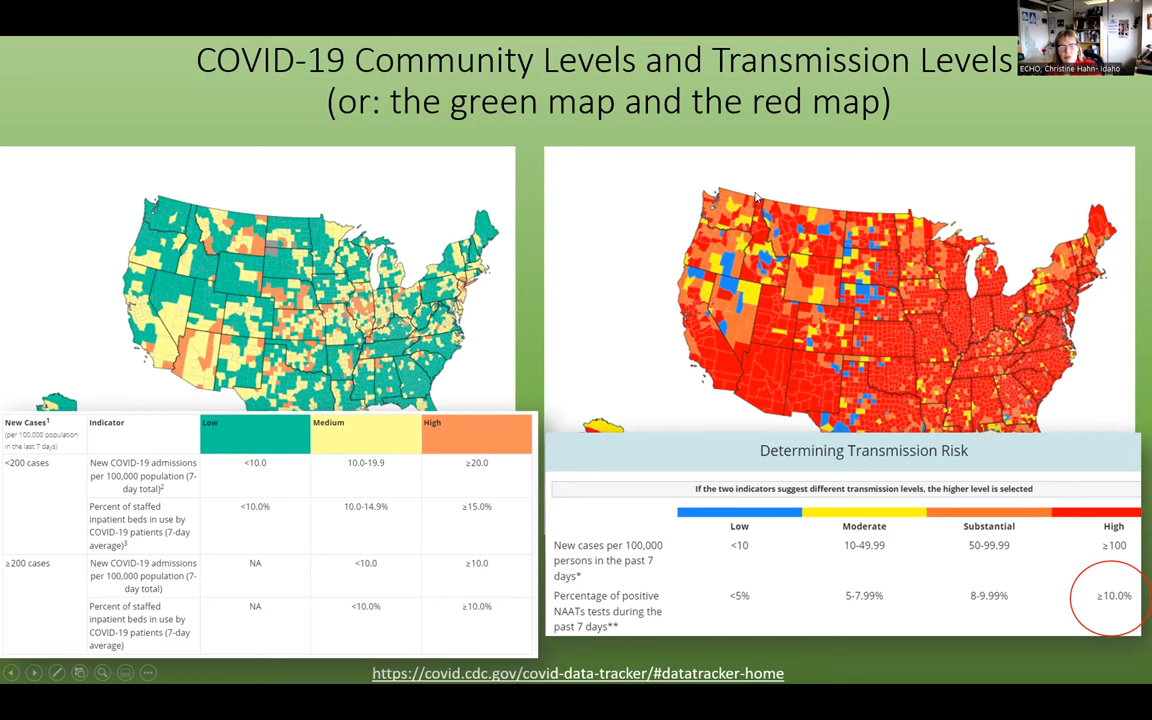 COVID-19 Community Levels and Transmission Levels
(or: the green map and the red map)
ECHO, Christine Hahn- Idaho
New Cases1
(per 100,000 population
in the last 7 days)
Indicator
Low
Medium
High
<200 cases
New COVID-19 admissions
per 100,000 population (7-
day total)2
<10.0
10.0-19.9
≥20.0
Percent of staffed
inpatient beds in use by
COVID-19 patients (7-day
average)3
<10.0%
10.0-14.9%
≥15.0%
≥200 cases
New COVID-19 admissions
per 100,000 population (7-
day total)
NA
<10.0
≥10.0
Percent of staffed
inpatient beds in use by
COVID-19 patients (7-day
average)
NA
<10.0%
≥10.0%
Determining Transmission Risk
If the two indicators suggest different transmission levels, the higher level is selected
Low
Moderate
Substantial
High
New cases per 100,000
persons in the past 7
days*
<10
10-49.99
50-99.99
≥100
Percentage of positive
NAATs tests during the
past 7 days**
<5%
5-7.99%
8-9.99%
≥10.0%
https://covid.cdc.gov/covid-data-tracker/#datatracker-home